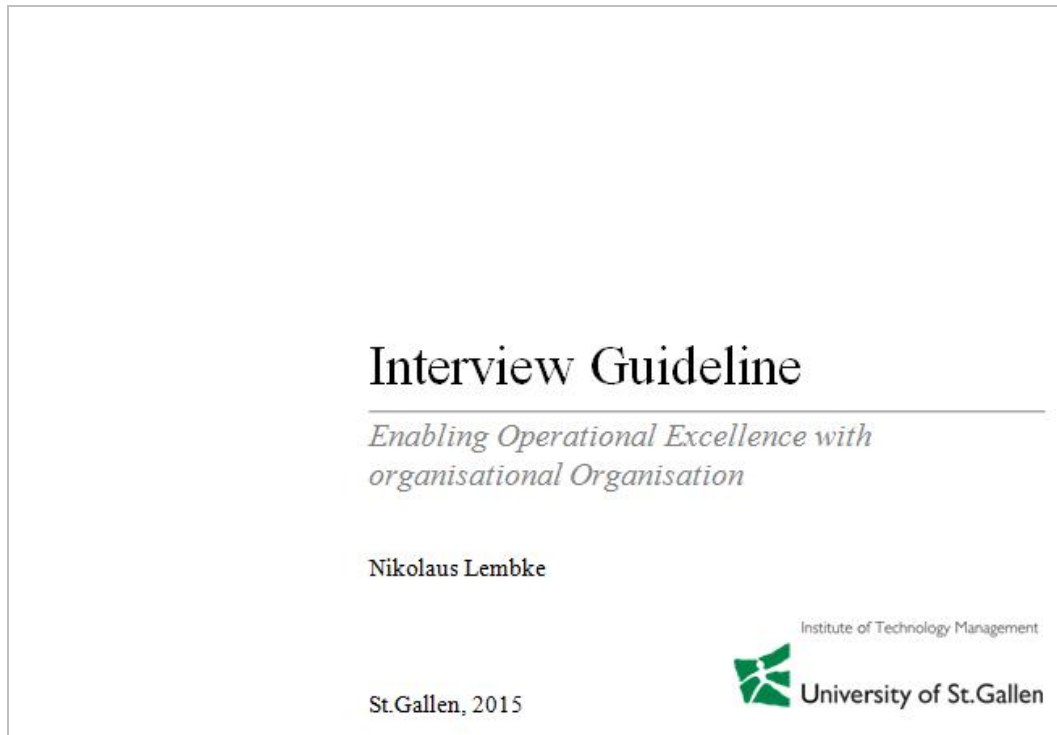 Interview Guideline
Enabling Operational Excellence with
organisational Organisation
Nikolaus Lembke
Institute of Technology Management
University of St.Gallen
St.Gallen, 2015